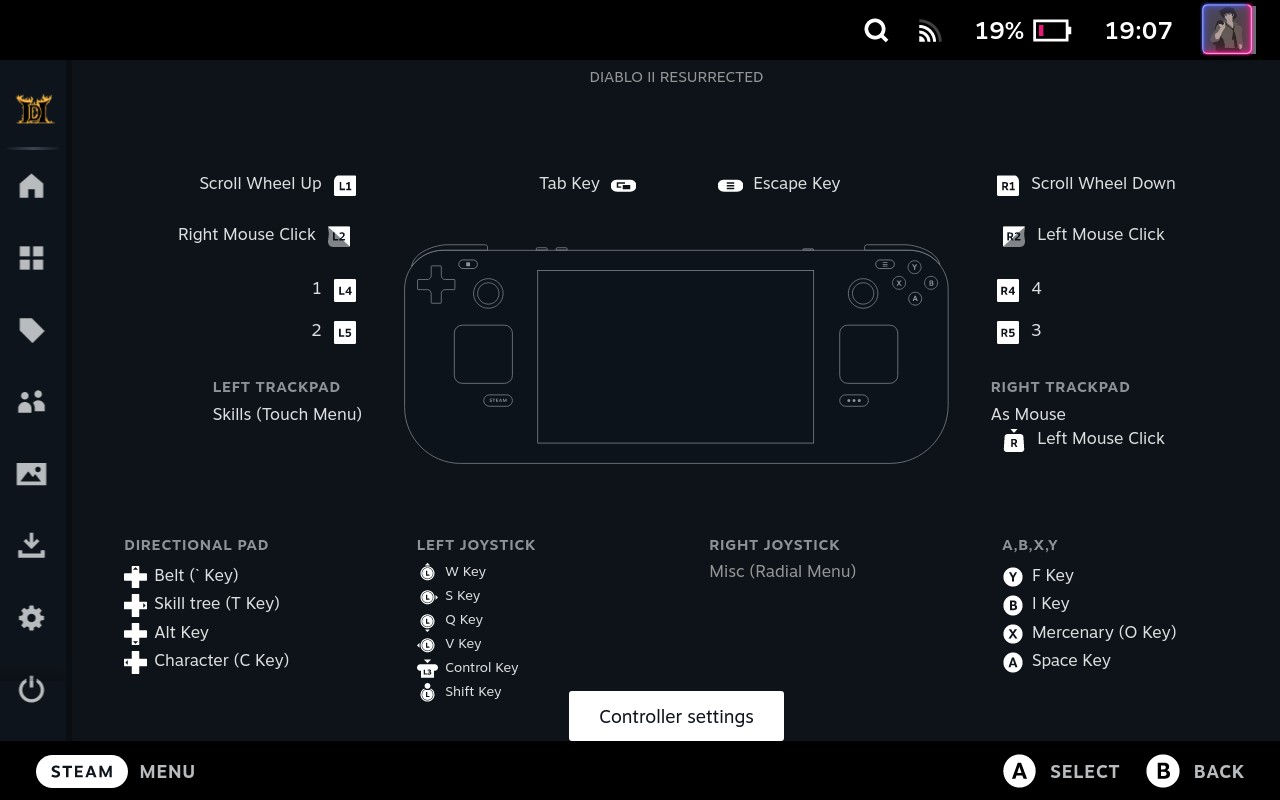 19%
19:07
DIABLO II RESURRECTED
Scroll Wheel Up L1
Tab Key
Escape Key
R1 Scroll Wheel Down
Right Mouse Click L2
R2 Left Mouse Click
1 L4
R4 4
2 L5
R5 3
Y
X
B
A
STEAM
LEFT TRACKPAD
Skills (Touch Menu)
RIGHT TRACKPAD
As Mouse
R Left Mouse Click
DIRECTIONAL PAD
Belt (` Key)
Skill tree (T Key)
Alt Key
Character (C Key)
LEFT JOYSTICK
L W Key
L S Key
L Q Key
L V Key
L3 Control Key
L Shift Key
RIGHT JOYSTICK
Misc (Radial Menu)
A,B,X,Y
Y F Key
B I Key
X Mercenary (O Key)
A Space Key
Controller settings
STEAM MENU
A SELECT
B BACK